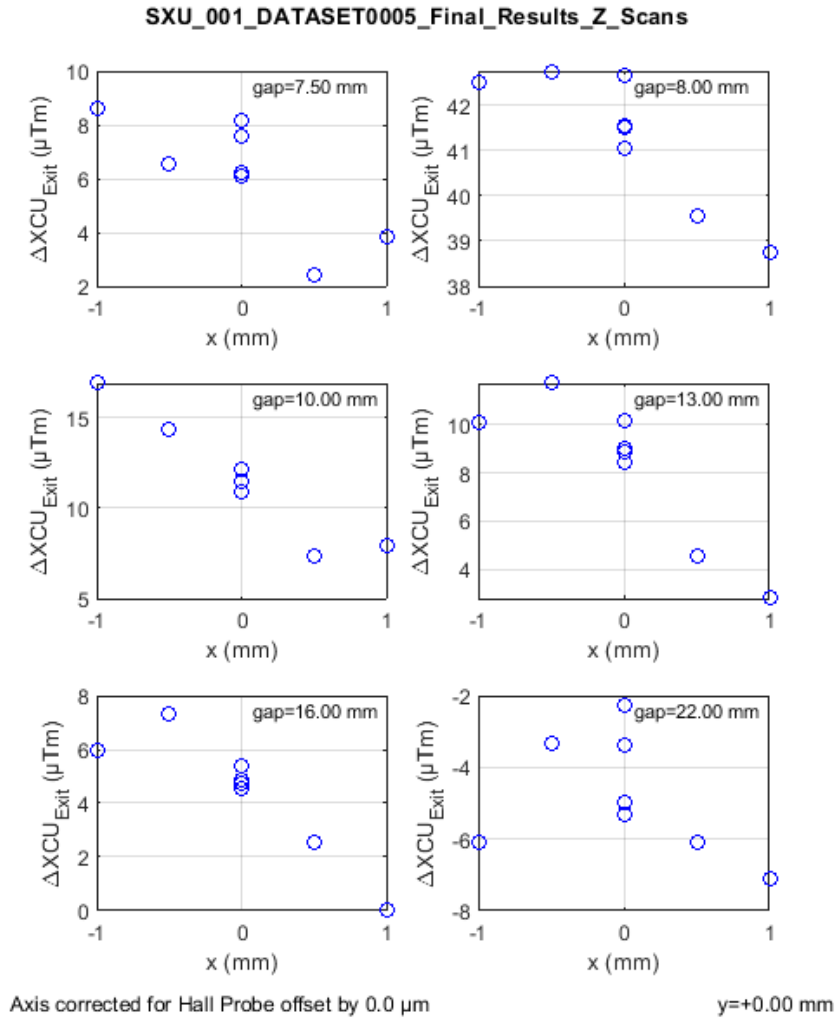 SXU_001_DATASET0005_Final_Results_Z_Scans
gap=7.50 mm
10
8
6
4
2
ΔXCU_Exit (µTm)
-1 0 1
x (mm)
gap=8.00 mm
42
41
40
39
38
ΔXCU_Exit (µTm)
-1 0 1
x (mm)
gap=10.00 mm
15
10
5
ΔXCU_Exit (µTm)
-1 0 1
x (mm)
gap=13.00 mm
10
8
6
4
ΔXCU_Exit (µTm)
-1 0 1
x (mm)
gap=16.00 mm
8
6
4
2
0
ΔXCU_Exit (µTm)
-1 0 1
x (mm)
gap=22.00 mm
-2
-4
-6
-8
ΔXCU_Exit (µTm)
-1 0 1
x (mm)
Axis corrected for Hall Probe offset by 0.0 µm
y=+0.00 mm